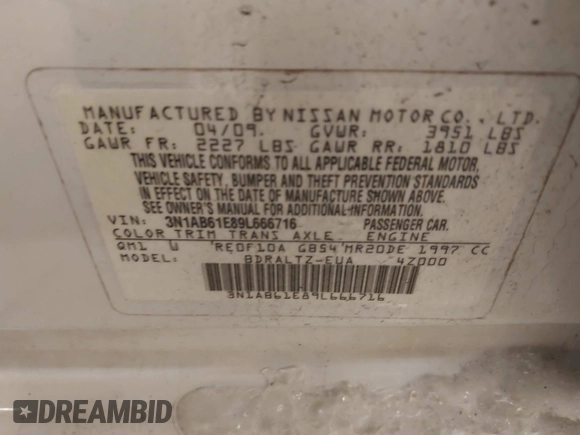 MANUFACTURED BY NISSAN MOTOR CO., LTD.
DATE: 04/09. GVWR: 3951 LBS
GAWR FR: 2227 LBS GAWR RR: 1810 LBS
THIS VEHICLE CONFORMS TO ALL APPLICABLE FEDERAL MOTOR
VEHICLE SAFETY, BUMPER AND THEFT PREVENTION STANDARDS
IN EFFECT ON THE DATE OF MANUFACTURE SHOWN ABOVE.
SEE OWNER'S MANUAL FOR ADDITIONAL INFORMATION.
VIN: 3N1AB61E89L666716 PASSENGER CAR.
COLOR TRIM TRANS AXLE ENGINE
QM1 W RE0F10A GB54 MR20DE 1997 CC
MODEL: BDRALTZ-EUA 4Z000
3N1AB61E89L666716
DREAMBID